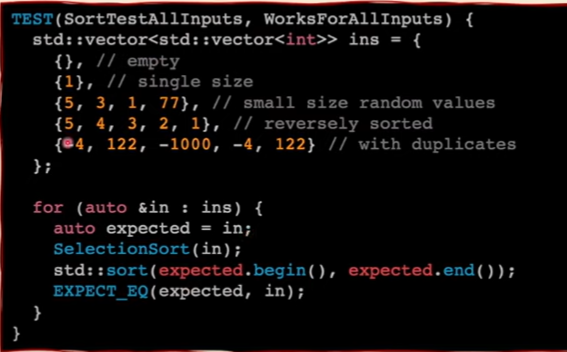 TEST(SortTestAllInputs, WorksForAllInputs) {
  std::vector<std::vector<int>> ins = {
    {}, // empty
    {1}, // single size
    {5, 3, 1, 77}, // small size random values
    {5, 4, 3, 2, 1}, // reversely sorted
    {-4, 122, -1000, -4, 122} // with duplicates
  };

  for (auto &in : ins) {
    auto expected = in;
    SelectionSort(in);
    std::sort(expected.begin(), expected.end());
    EXPECT_EQ(expected, in);
  }
}